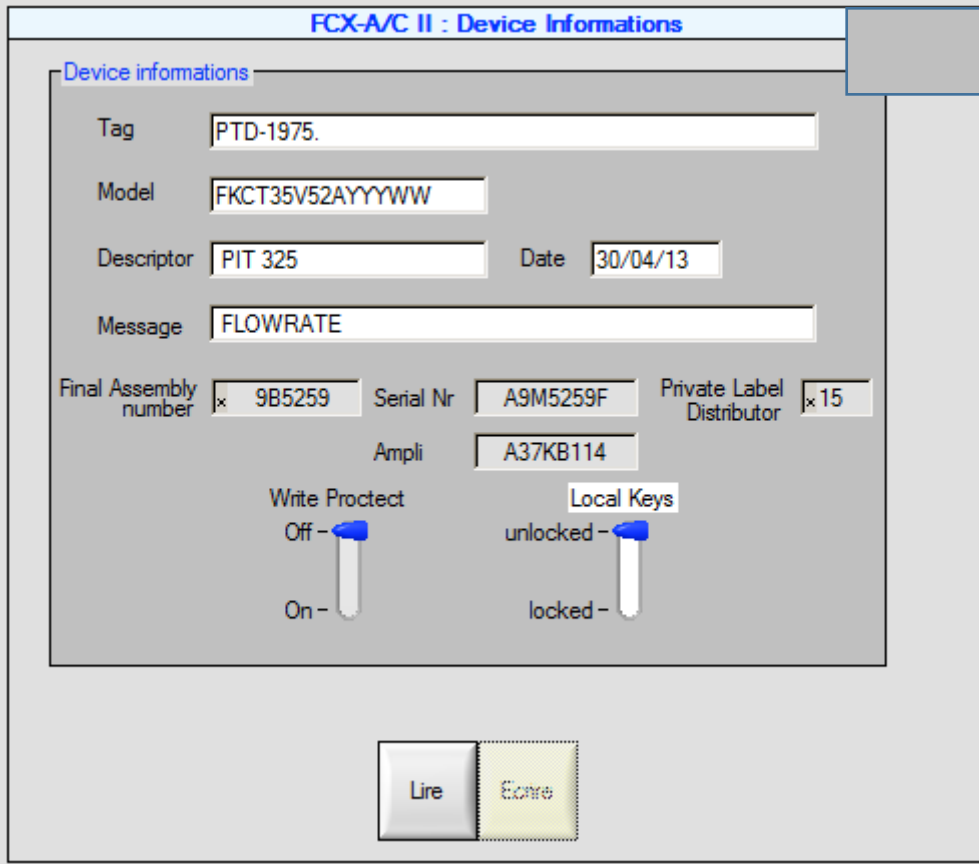 FCX-A/C II : Device Informations
Device informations
Tag PTD-1975.
Model FKCT35V52AYYYWW
Descriptor PIT 325 Date 30/04/13
Message FLOWRATE
Final Assembly number x 9B5259 Serial Nr A9M5259F Private Label Distributor x 15
Ampli A37KB114
Write Proctect Local Keys
Off unlocked
On locked
Lire Ecrire